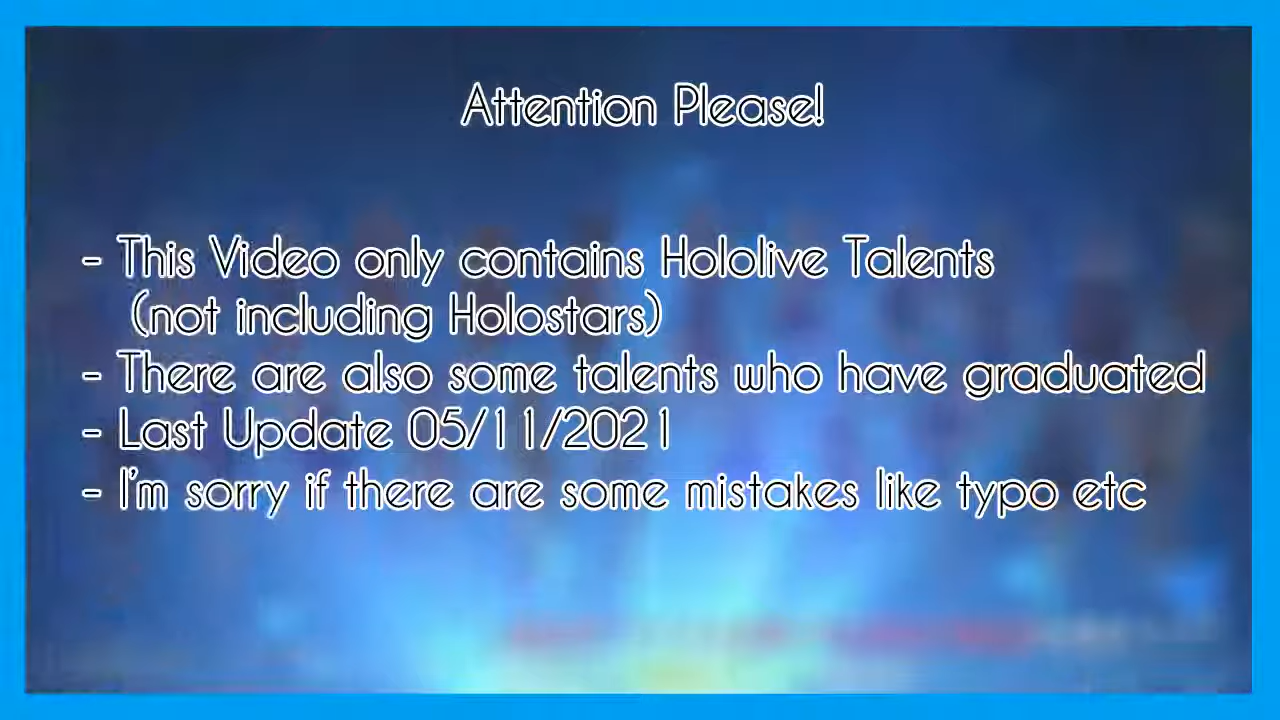 Attention Please!
- This Video only contains Hololive Talents
(not including Holostars)
- There are also some talents who have graduated
- Last Update 05/11/2021
- I'm sorry if there are some mistakes like typo etc